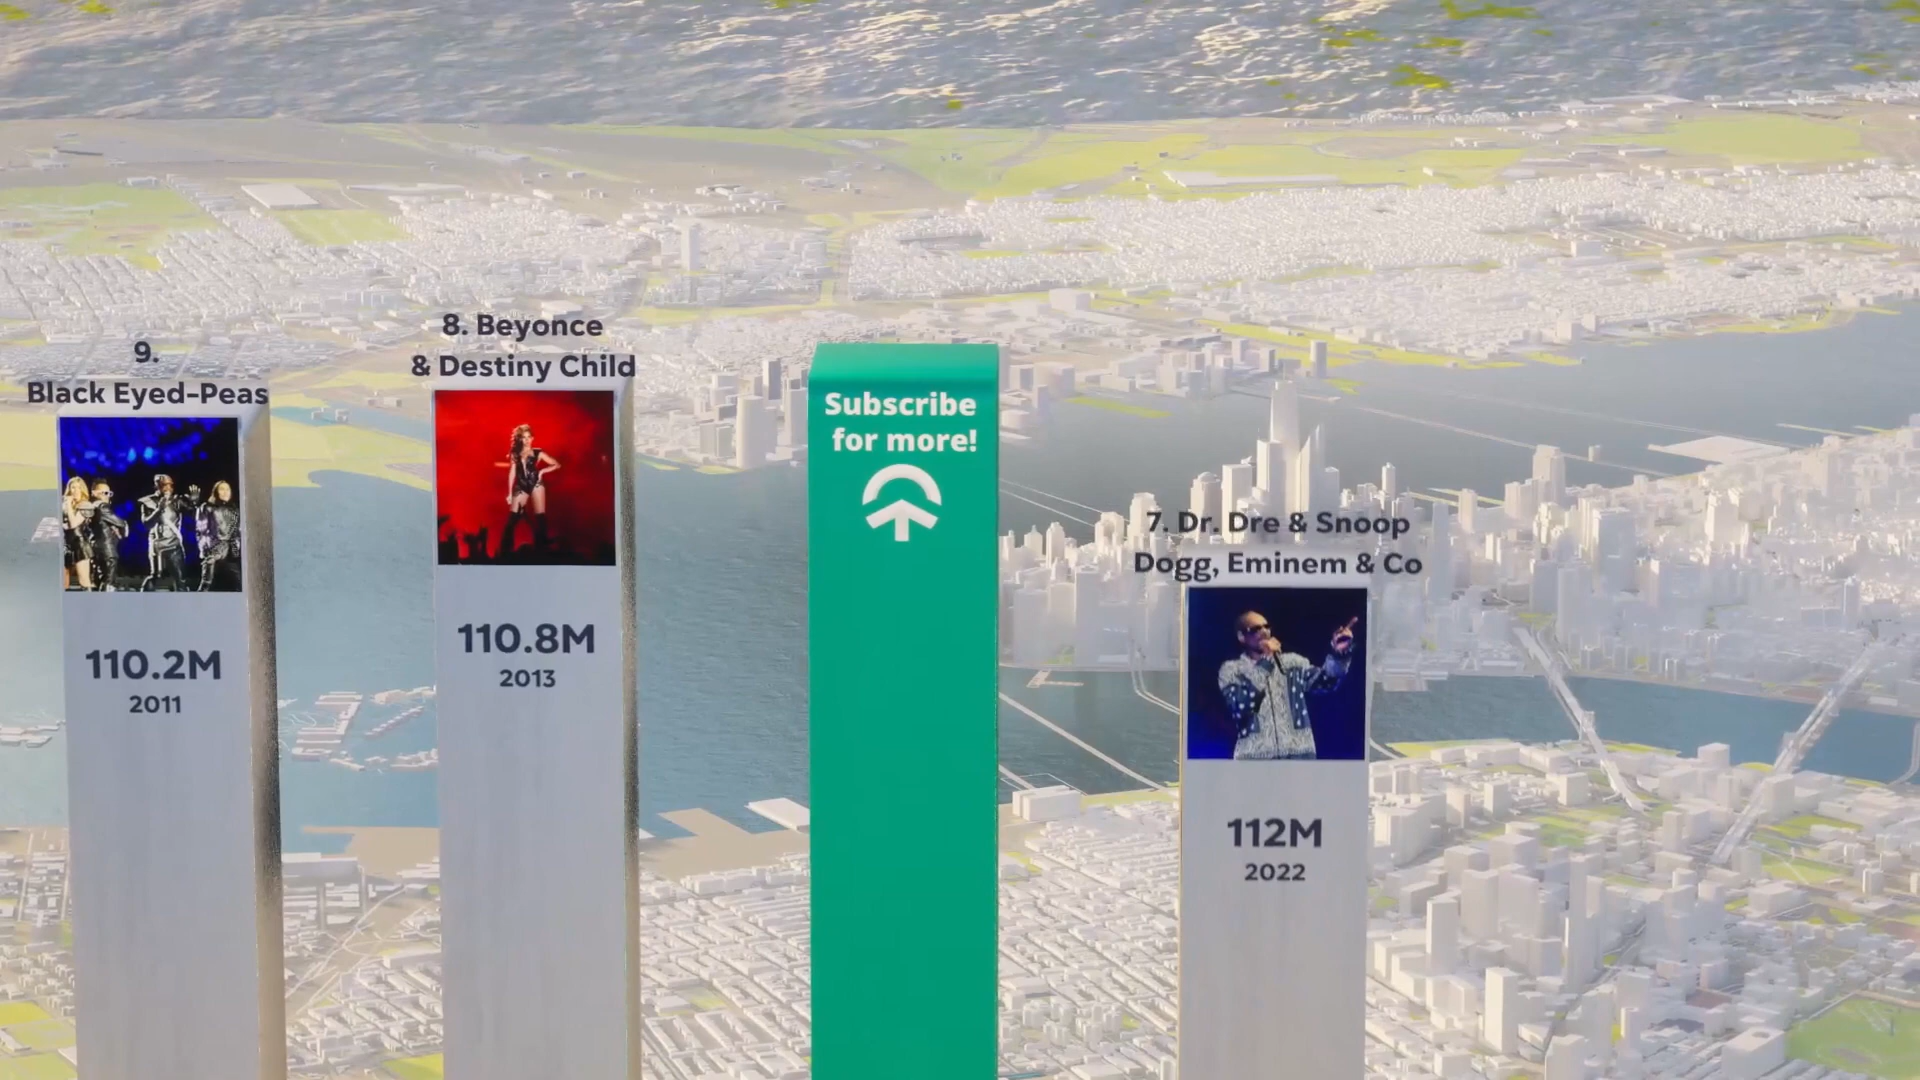 9.
Black Eyed-Peas
110.2M
2011
8. Beyonce
& Destiny Child
110.8M
2013
Subscribe
for more!
7. Dr. Dre & Snoop
Dogg, Eminem & Co
112M
2022